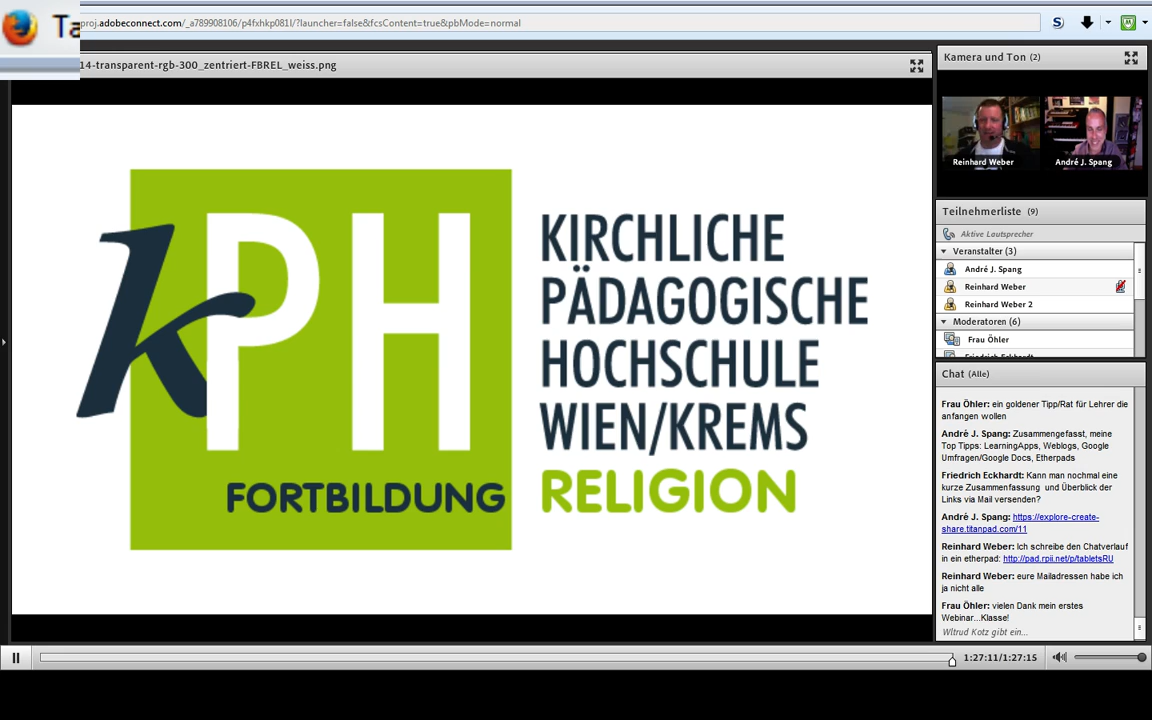 Ta
proj.adobeconnect.com/_a789908106/p4fxhkp081l/?launcher=false&fcsContent=true&pbMode=normal
14-transparent-rgb-300_zentriert-FBREL_weiss.png
kPH
FORTBILDUNG
KIRCHLICHE
PÄDAGOGISCHE
HOCHSCHULE
WIEN/KREMS
RELIGION
Kamera und Ton (2)
Reinhard Weber
André J. Spang
Teilnehmerliste (9)
Aktive Lautsprecher
Veranstalter (3)
André J. Spang
Reinhard Weber
Reinhard Weber 2
Moderatoren (6)
Frau Öhler
Friedrich Eckhardt
Chat (Alle)
Frau Öhler: ein goldener Tipp/Rat für Lehrer die
anfangen wollen
André J. Spang: Zusammengefasst, meine
Top Tipps: LearningApps, Weblogs, Google
Umfragen/Google Docs, Etherpads
Friedrich Eckhardt: Kann man nochmal eine
kurze Zusammenfassung und Überblick der
Links via Mail versenden?
André J. Spang: https://explore-create-
share.titanpad.com/11
Reinhard Weber: Ich schreibe den Chatverlauf
in ein etherpad: http://pad.rpii.net/p/tabletsRU
Reinhard Weber: eure Mailadressen habe ich
ja nicht alle
Frau Öhler: vielen Dank mein erstes
Webinar...Klasse!
Wltrud Kotz gibt ein...
1:27:11/1:27:15